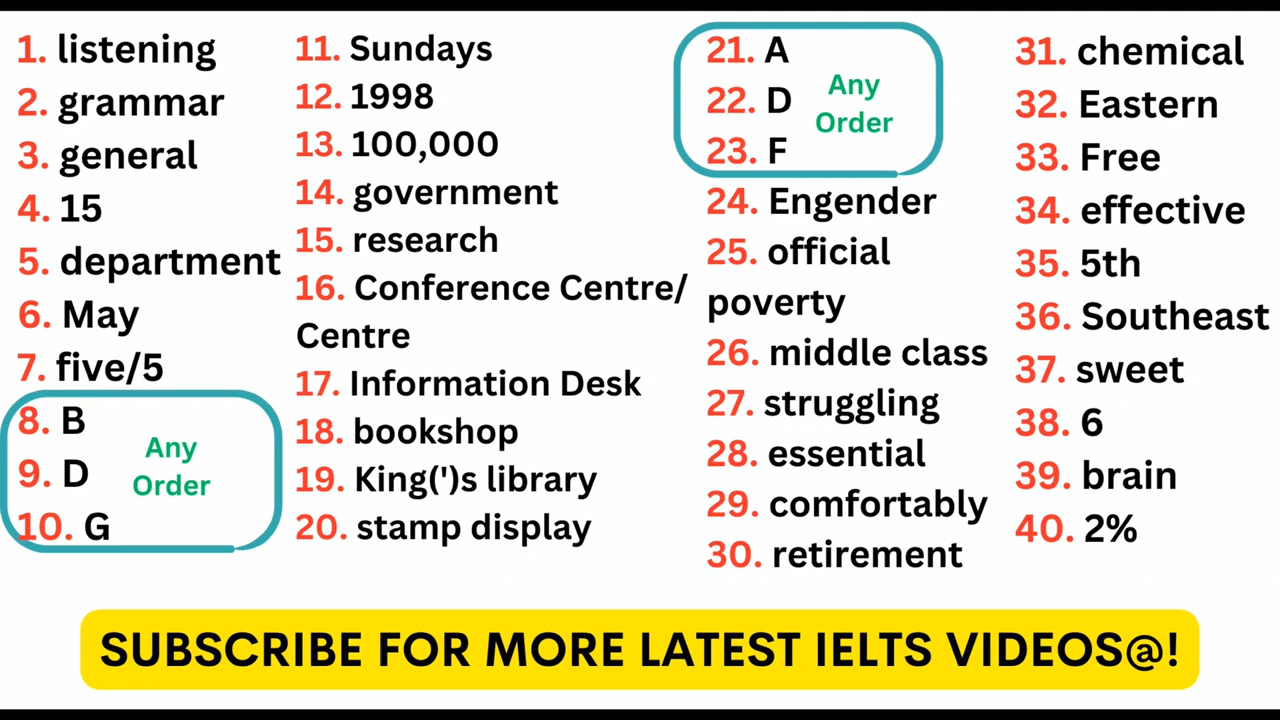 1. listening
2. grammar
3. general
4. 15
5. department
6. May
7. five/5
8. B
9. D
10. G
Any
Order
11. Sundays
12. 1998
13. 100,000
14. government
15. research
16. Conference Centre/
Centre
17. Information Desk
18. bookshop
19. King(')s library
20. stamp display
21. A
22. D
23. F
Any
Order
24. Engender
25. official
poverty
26. middle class
27. struggling
28. essential
29. comfortably
30. retirement
31. chemical
32. Eastern
33. Free
34. effective
35. 5th
36. Southeast
37. sweet
38. 6
39. brain
40. 2%
SUBSCRIBE FOR MORE LATEST IELTS VIDEOS@!